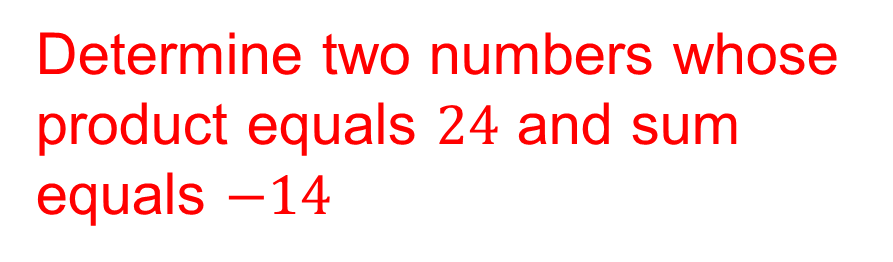 Determine two numbers whose
product equals 24 and sum
equals −14